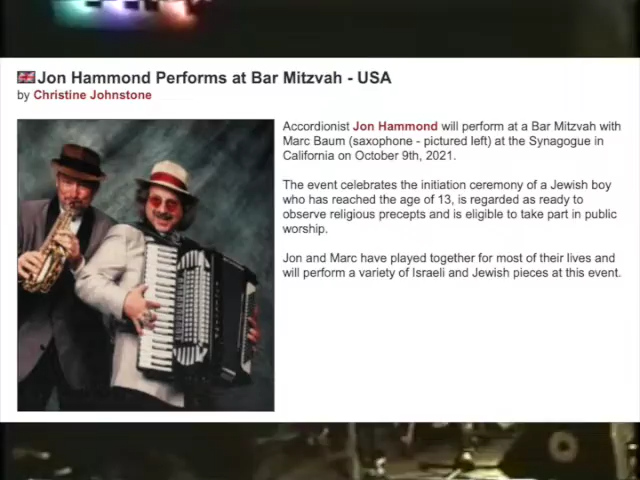 Jon Hammond Performs at Bar Mitzvah - USA
by Christine Johnstone
Accordionist Jon Hammond will perform at a Bar Mitzvah with
Marc Baum (saxophone - pictured left) at the Synagogue in
California on October 9th, 2021.
The event celebrates the initiation ceremony of a Jewish boy
who has reached the age of 13, is regarded as ready to
observe religious precepts and is eligible to take part in public
worship.
Jon and Marc have played together for most of their lives and
will perform a variety of Israeli and Jewish pieces at this event.